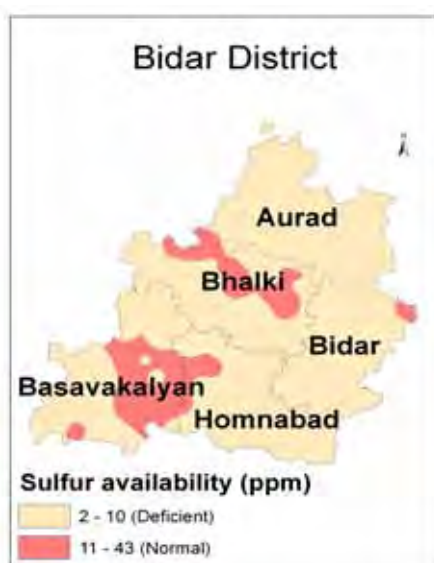 Bidar District
Aurad
Bhalki
Bidar
Basavakalyan
Homnabad
Sulfur availability (ppm)
2 - 10 (Deficient)
11 - 43 (Normal)